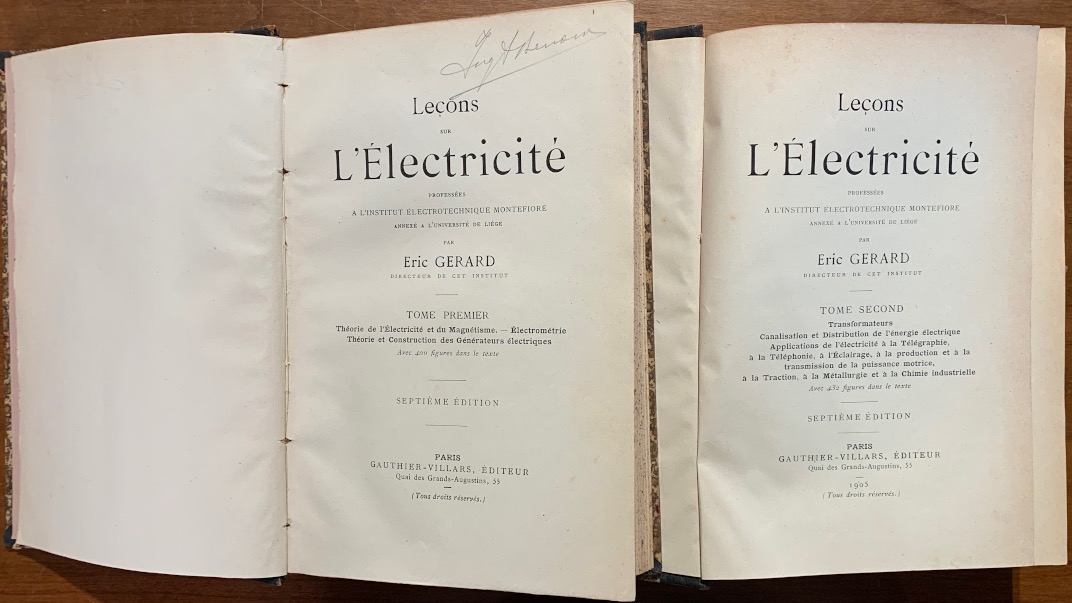 Leçons
SUR
L'Électricité
PROFESSÉES
A L'INSTITUT ÉLECTROTECHNIQUE MONTEFIORE
ANNEXÉ A L'UNIVERSITÉ DE LIÉGE
PAR
Eric GERARD
DIRECTEUR DE CET INSTITUT
TOME PREMIER
Théorie de l'Électricité et du Magnétisme. — Électrométrie
Théorie et Construction des Générateurs électriques
Avec 400 figures dans le texte
SEPTIÈME ÉDITION
PARIS
GAUTHIER-VILLARS, ÉDITEUR
Quai des Grands-Augustins, 55
(Tous droits réservés.)
Leçons
SUR
L'Électricité
PROFESSÉES
A L'INSTITUT ÉLECTROTECHNIQUE MONTEFIORE
ANNEXÉ A L'UNIVERSITÉ DE LIÉGE
PAR
Eric GERARD
DIRECTEUR DE CET INSTITUT
TOME SECOND
Transformateurs
Canalisation et Distribution de l'énergie électrique
Applications de l'électricité à la Télégraphie,
à la Téléphonie, à l'Éclairage, à la production et à la
transmission de la puissance motrice,
à la Traction, à la Métallurgie et à la Chimie industrielle
Avec 432 figures dans le texte
SEPTIÈME ÉDITION
PARIS
GAUTHIER-VILLARS, ÉDITEUR
Quai des Grands-Augustins, 55
1905
(Tous droits réservés.)